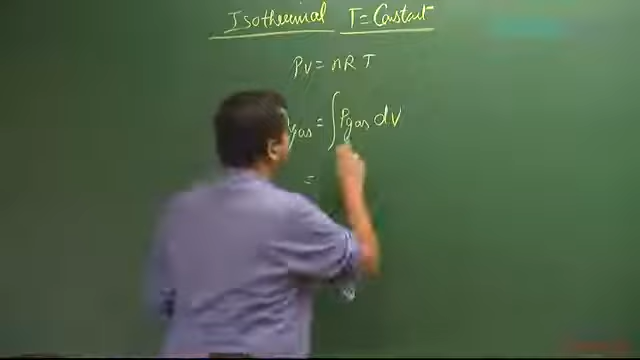 Isothermal T = Constant
PV = nRT
gas = ∫ Pgas dV
=